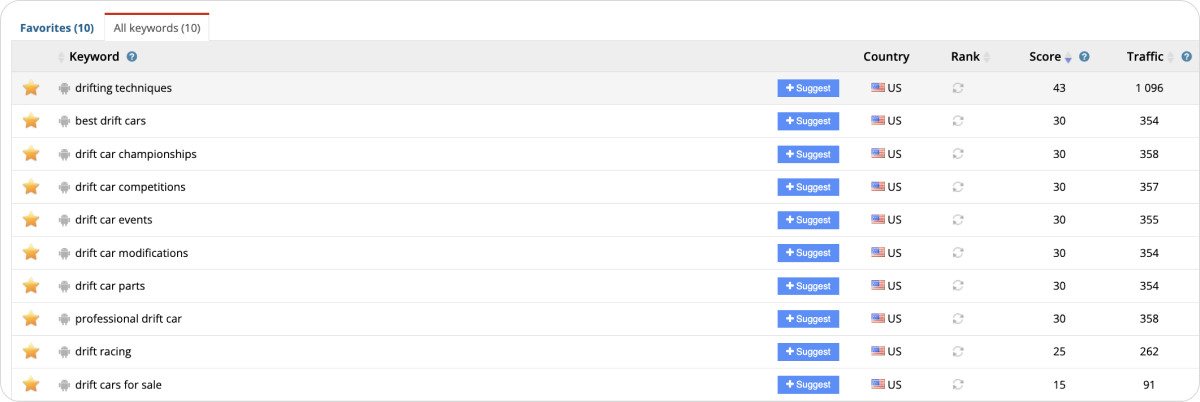 Favorites (10) All keywords (10)
Keyword ? Country Rank Score ? Traffic ?
drifting techniques + Suggest US 43 1 096
best drift cars + Suggest US 30 354
drift car championships + Suggest US 30 358
drift car competitions + Suggest US 30 357
drift car events + Suggest US 30 355
drift car modifications + Suggest US 30 354
drift car parts + Suggest US 30 354
professional drift car + Suggest US 30 358
drift racing + Suggest US 25 262
drift cars for sale + Suggest US 15 91